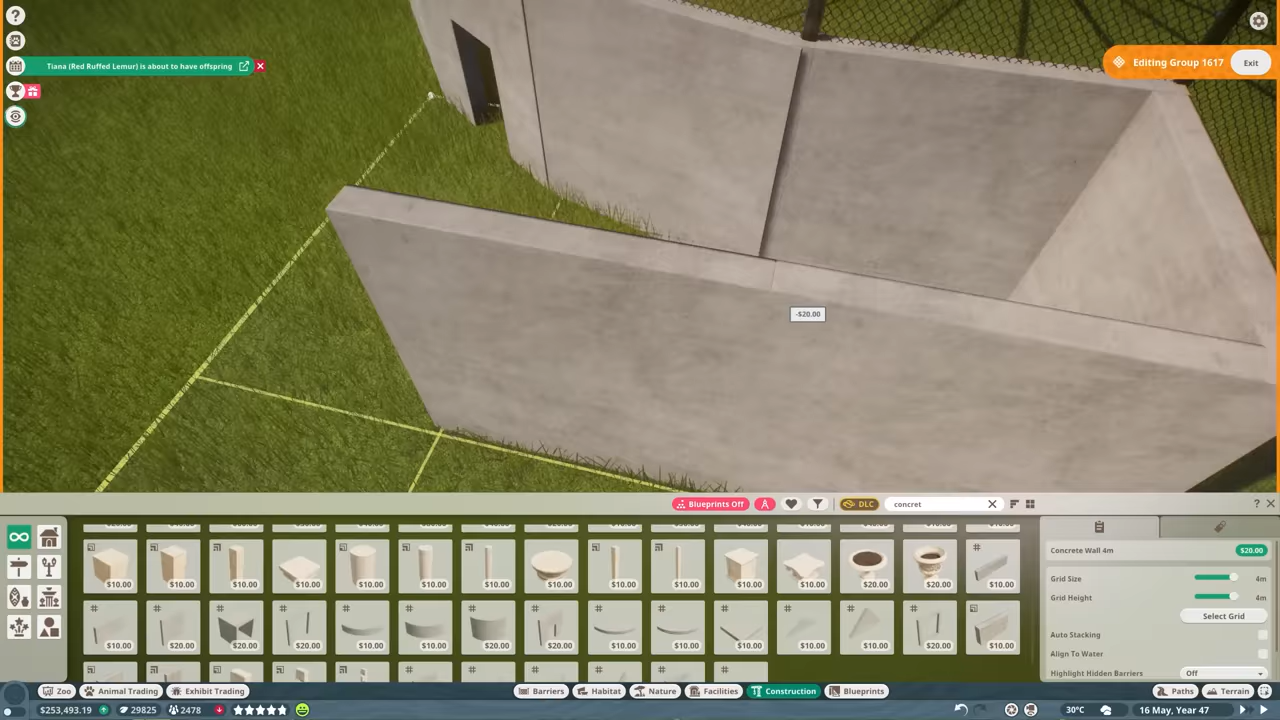 ?
Tiana (Red Ruffed Lemur) is about to have offspring
Editing Group 1617
Exit
-$20.00
Blueprints Off
DLC
concret
?
$10.00 $10.00 $10.00 $10.00 $10.00 $10.00 $10.00 $10.00 $10.00 $10.00 $10.00 $10.00 $20.00 $20.00 $10.00
$10.00 $10.00 $20.00 $10.00 $10.00 $10.00 $20.00 $20.00 $10.00 $10.00 $10.00 $10.00 $10.00 $20.00 $10.00
Concrete Wall 4m
$20.00
Grid Size 4m
Grid Height 4m
Select Grid
Auto Stacking
Align To Water
Highlight Hidden Barriers Off
Zoo Animal Trading Exhibit Trading Barriers Habitat Nature Facilities Construction Blueprints Paths Terrain
$253,493.19 29825 2478 30°C 16 May, Year 47